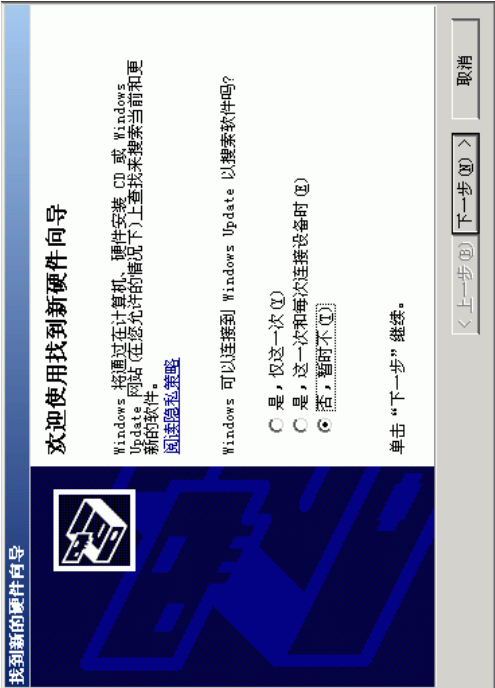 找到新的硬件向导
欢迎使用找到新硬件向导
Windows 将通过在计算机、硬件安装 CD 或 Windows
Update 网站(在您允许的情况下)上查找来搜索当前和更
新的软件。
阅读隐私策略
Windows 可以连接到 Windows Update 以搜索软件吗?
是，仅这一次(Y)
是，这一次和每次连接设备时(E)
否，暂时不(T)
单击“下一步”继续。
< 上一步(B)
下一步(N) >
取消